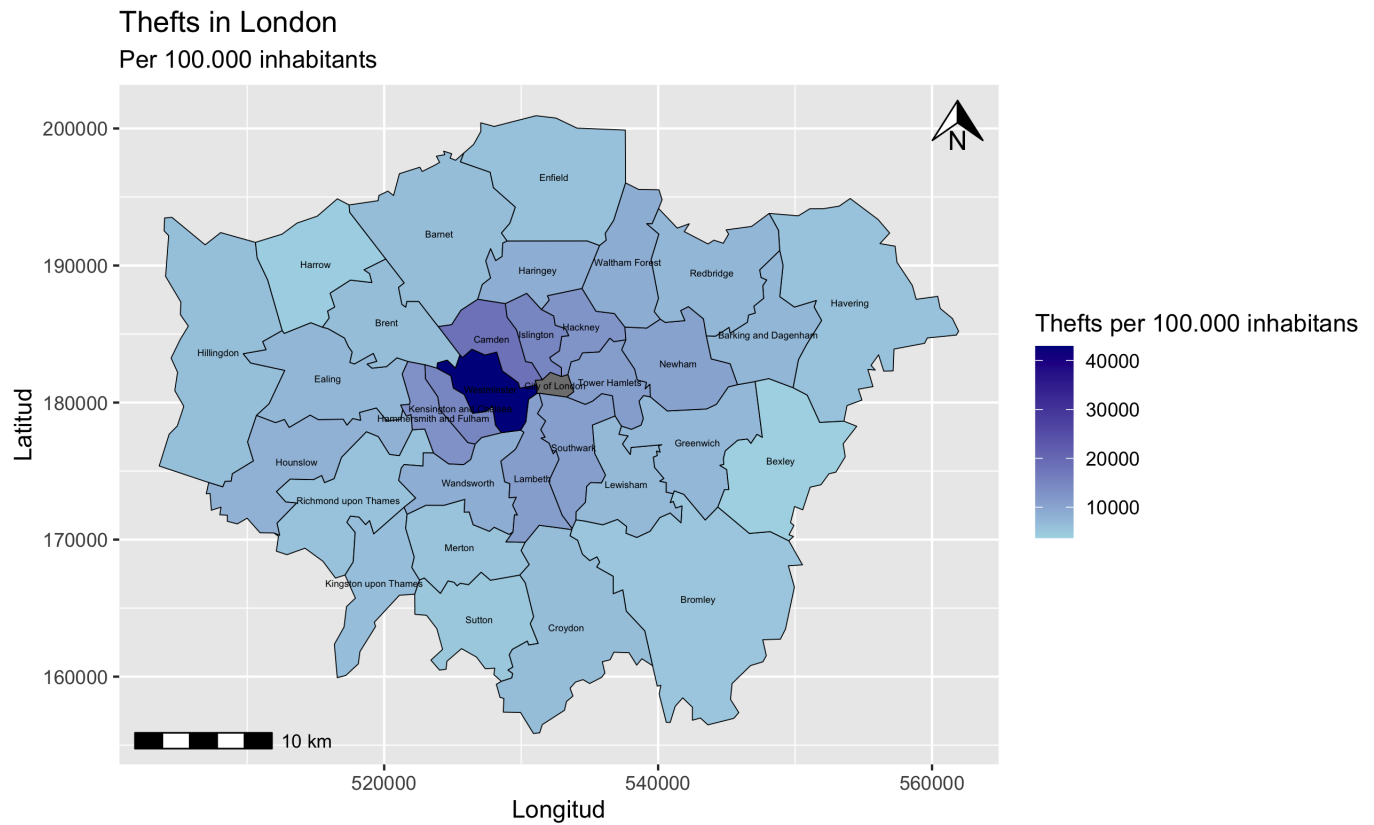 Thefts in London
Per 100.000 inhabitants
200000
190000
180000
170000
160000
Latitud
520000
540000
560000
Longitud
N
10 km
Enfield
Barnet
Harrow
Haringey
Waltham Forest
Redbridge
Havering
Brent
Camden
Islington
Hackney
Barking and Dagenham
Hillingdon
Ealing
Newham
City of London
Tower Hamlets
Kensington and
Hammersmith and Fulham
Southwark
Greenwich
Hounslow
Bexley
Lambeth
Wandsworth
Lewisham
Richmond upon Thames
Merton
Kingston upon Thames
Bromley
Sutton
Croydon
Thefts per 100.000 inhabitans
40000
30000
20000
10000